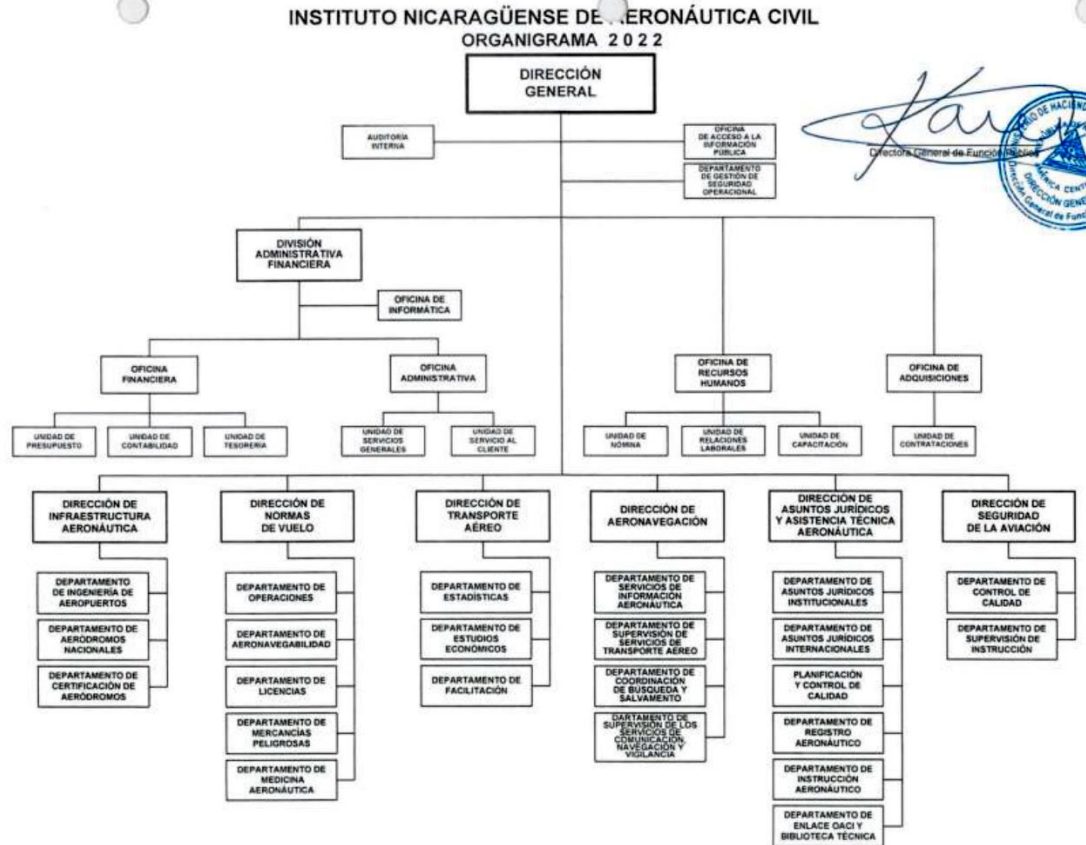 INSTITUTO NICARAGÜENSE DE AERONÁUTICA CIVIL
ORGANIGRAMA 2022
DIRECCIÓN
GENERAL
AUDITORÍA
INTERNA
OFICINA
DE ACCESO A LA
INFORMACIÓN
PÚBLICA
Directora General de Función Pública
DEPARTAMENTO
DE GESTIÓN DE
SEGURIDAD
OPERACIONAL
DIVISIÓN
ADMINISTRATIVA
FINANCIERA
OFICINA DE
INFORMÁTICA
OFICINA
FINANCIERA
OFICINA
ADMINISTRATIVA
OFICINA DE
RECURSOS
HUMANOS
OFICINA DE
ADQUISICIONES
UNIDAD DE
PRESUPUESTO
UNIDAD DE
CONTABILIDAD
UNIDAD DE
TESORERÍA
UNIDAD DE
SERVICIOS
GENERALES
UNIDAD DE
SERVICIO AL
CLIENTE
UNIDAD DE
NÓMINA
UNIDAD DE
RELACIONES
LABORALES
UNIDAD DE
CAPACITACIÓN
UNIDAD DE
CONTRATACIONES
DIRECCIÓN DE
INFRAESTRUCTURA
AERONÁUTICA
DEPARTAMENTO
DE INGENIERÍA DE
AEROPUERTOS
DEPARTAMENTO DE
AERÓDROMOS
NACIONALES
DEPARTAMENTO DE
CERTIFICACIÓN DE
AERÓDROMOS
DIRECCIÓN DE
NORMAS
DE VUELO
DEPARTAMENTO DE
OPERACIONES
DEPARTAMENTO DE
AERONAVEGABILIDAD
DEPARTAMENTO DE
LICENCIAS
DEPARTAMENTO DE
MERCANCÍAS
PELIGROSAS
DEPARTAMENTO DE
MEDICINA
AERONÁUTICA
DIRECCIÓN DE
TRANSPORTE
AÉREO
DEPARTAMENTO DE
ESTADÍSTICAS
DEPARTAMENTO DE
ESTUDIOS
ECONÓMICOS
DEPARTAMENTO DE
FACILITACIÓN
DIRECCIÓN DE
AERONAVEGACIÓN
DEPARTAMENTO DE
SERVICIOS DE
INFORMACIÓN
AERONÁUTICA
DEPARTAMENTO DE
SUPERVISIÓN DE
SERVICIOS DE
TRANSPORTE AÉREO
DEPARTAMENTO DE
COORDINACIÓN
DE BÚSQUEDA Y
SALVAMENTO
DARTAMENTO DE
SUPERVISIÓN DE LOS
SERVICIOS DE
COMUNICACIÓN,
NAVEGACIÓN Y
VIGILANCIA
DIRECCIÓN DE
ASUNTOS JURÍDICOS
Y ASISTENCIA TÉCNICA
AERONÁUTICA
DEPARTAMENTO DE
ASUNTOS JURÍDICOS
INSTITUCIONALES
DEPARTAMENTO DE
ASUNTOS JURÍDICOS
INTERNACIONALES
PLANIFICACIÓN
Y CONTROL DE
CALIDAD
DEPARTAMENTO DE
REGISTRO
AERONÁUTICO
DEPARTAMENTO DE
INSTRUCCIÓN
AERONÁUTICO
DEPARTAMENTO DE
ENLACE OACI Y
BIBLIOTECA TÉCNICA
DIRECCIÓN DE
SEGURIDAD
DE LA AVIACIÓN
DEPARTAMENTO DE
CONTROL DE
CALIDAD
DEPARTAMENTO DE
SUPERVISIÓN DE
INSTRUCCIÓN